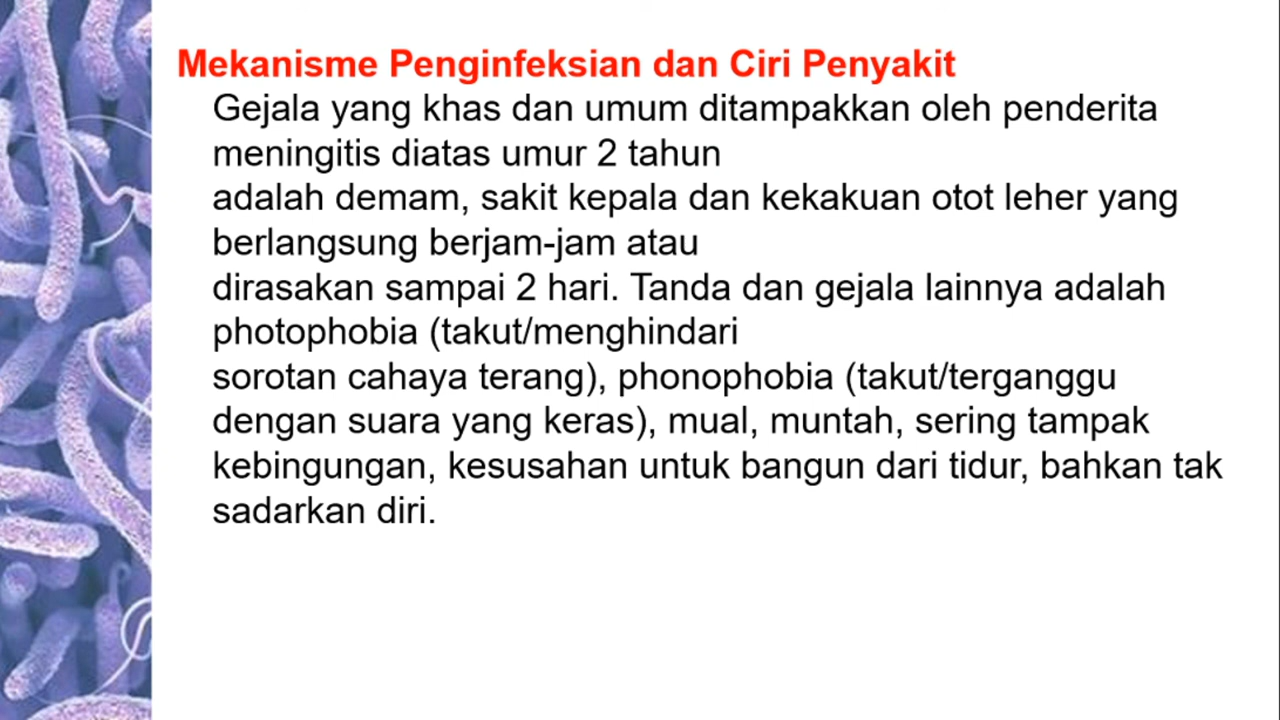 Mekanisme Penginfeksian dan Ciri Penyakit
Gejala yang khas dan umum ditampakkan oleh penderita
meningitis diatas umur 2 tahun
adalah demam, sakit kepala dan kekakuan otot leher yang
berlangsung berjam-jam atau
dirasakan sampai 2 hari. Tanda dan gejala lainnya adalah
photophobia (takut/menghindari
sorotan cahaya terang), phonophobia (takut/terganggu
dengan suara yang keras), mual, muntah, sering tampak
kebingungan, kesusahan untuk bangun dari tidur, bahkan tak
sadarkan diri.